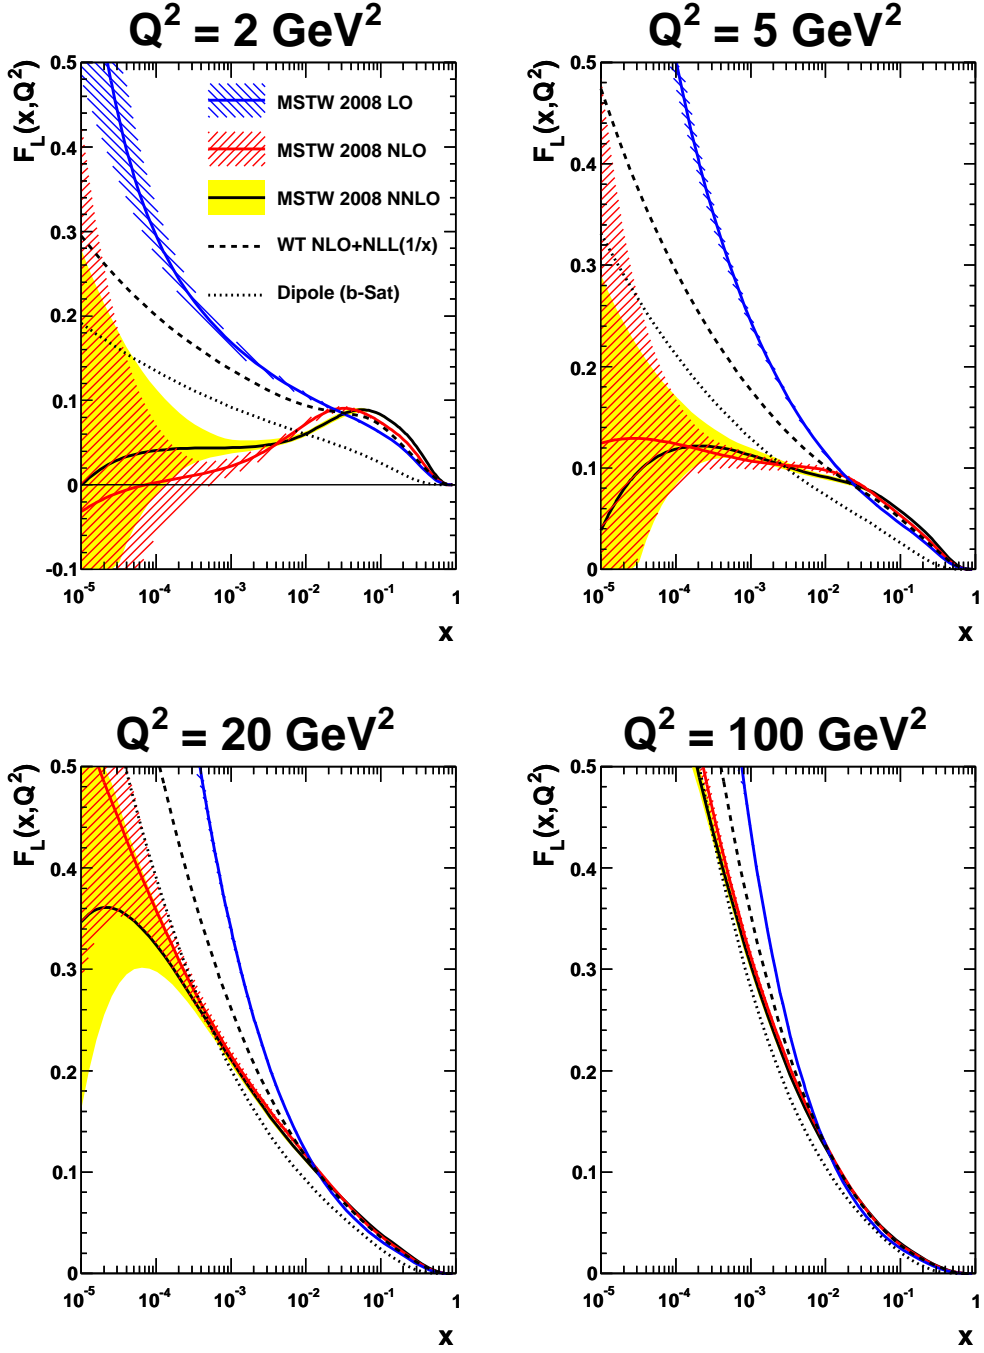 Q² = 2 GeV²
F_L(x,Q²)
0.5
0.4
0.3
0.2
0.1
0
-0.1
MSTW 2008 LO
MSTW 2008 NLO
MSTW 2008 NNLO
WT NLO+NLL(1/x)
Dipole (b-Sat)
10⁻⁵ 10⁻⁴ 10⁻³ 10⁻² 10⁻¹ 1
x
Q² = 5 GeV²
F_L(x,Q²)
0.5
0.4
0.3
0.2
0.1
0
10⁻⁵ 10⁻⁴ 10⁻³ 10⁻² 10⁻¹ 1
x
Q² = 20 GeV²
F_L(x,Q²)
0.5
0.4
0.3
0.2
0.1
0
10⁻⁵ 10⁻⁴ 10⁻³ 10⁻² 10⁻¹ 1
x
Q² = 100 GeV²
F_L(x,Q²)
0.5
0.4
0.3
0.2
0.1
0
10⁻⁵ 10⁻⁴ 10⁻³ 10⁻² 10⁻¹ 1
x